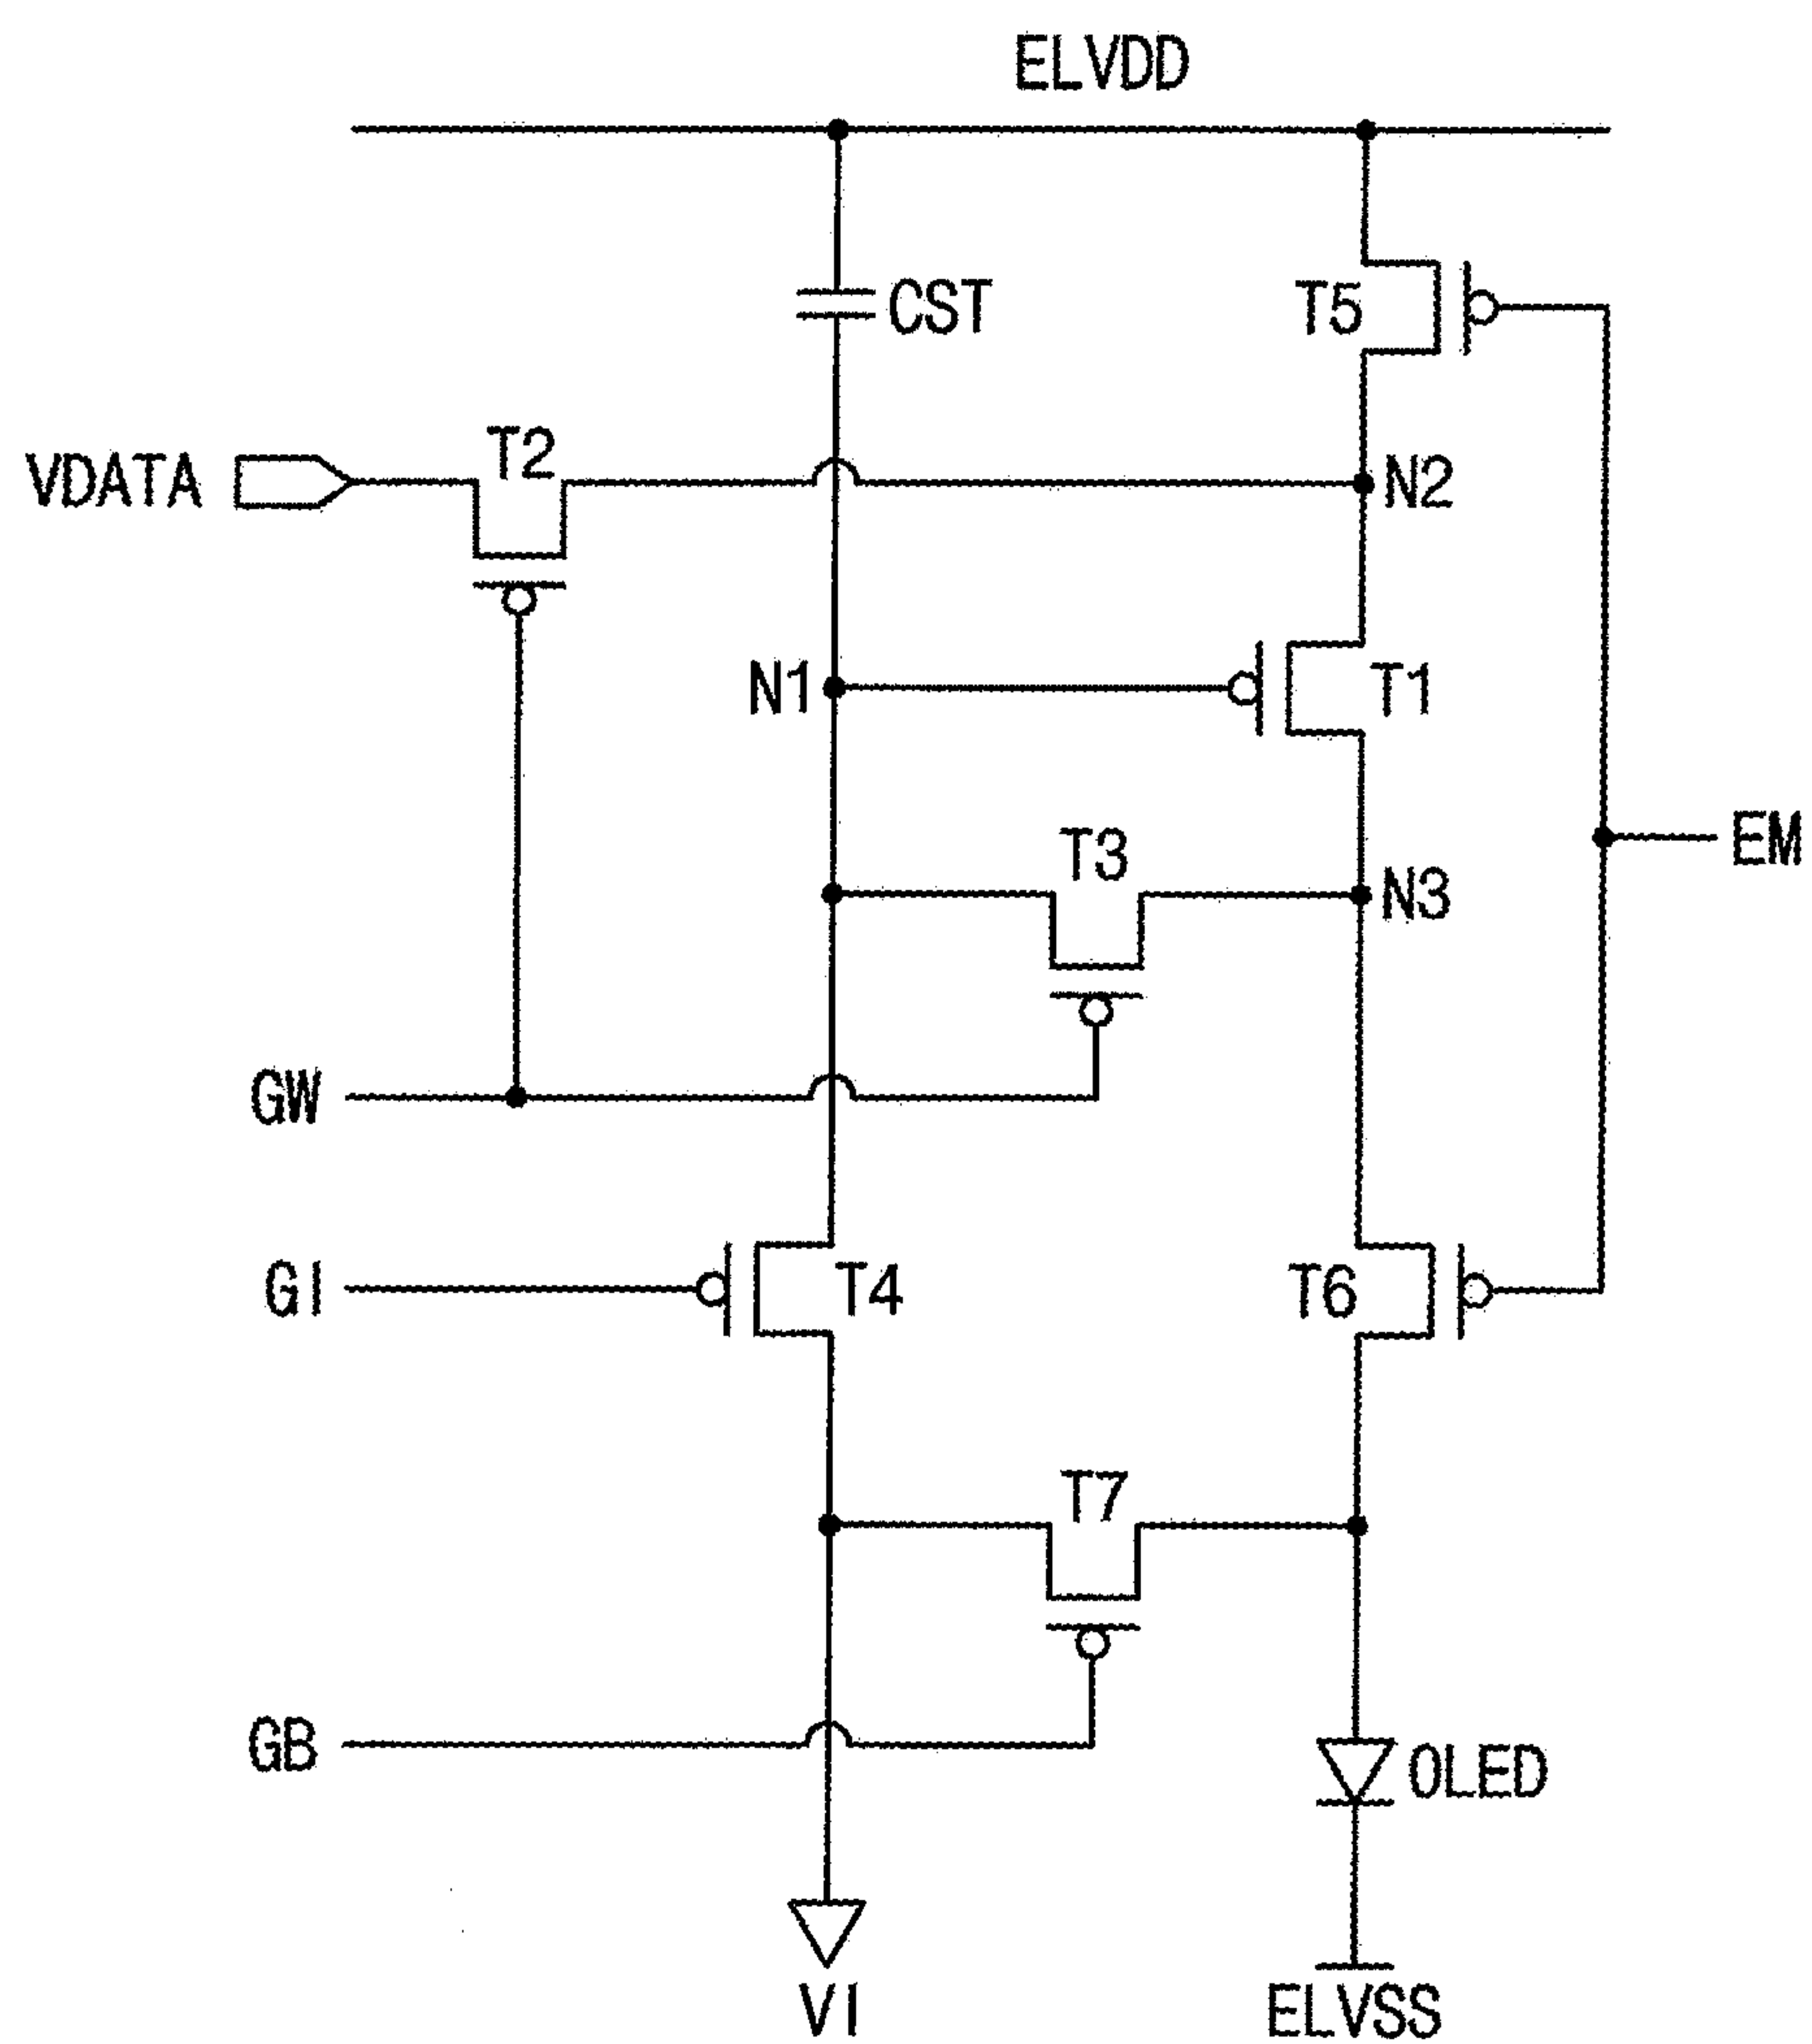 ELVDD
CST
T5
T2
VDATA
N2
N1
T1
T3
EM
N3
GW
GI
T4
T6
T7
GB
OLED
VI
ELVSS